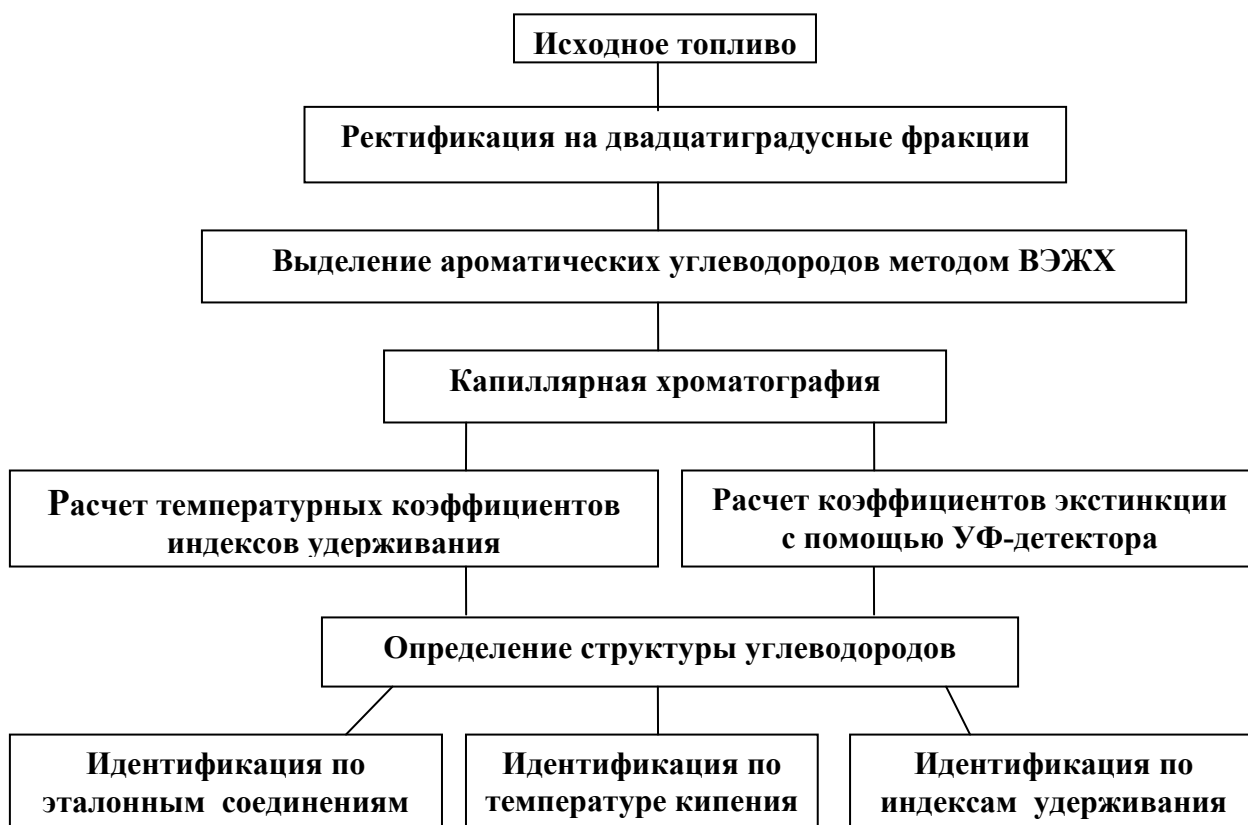 Исходное топливо
Ректификация на двадцатиградусные фракции
Выделение ароматических углеводородов методом ВЭЖХ
Капиллярная хроматография
Расчет температурных коэффициентов
индексов удерживания
Расчет коэффициентов экстинкции
с помощью УФ-детектора
Определение структуры углеводородов
Идентификация по
эталонным соединениям
Идентификация по
температуре кипения
Идентификация по
индексам удерживания